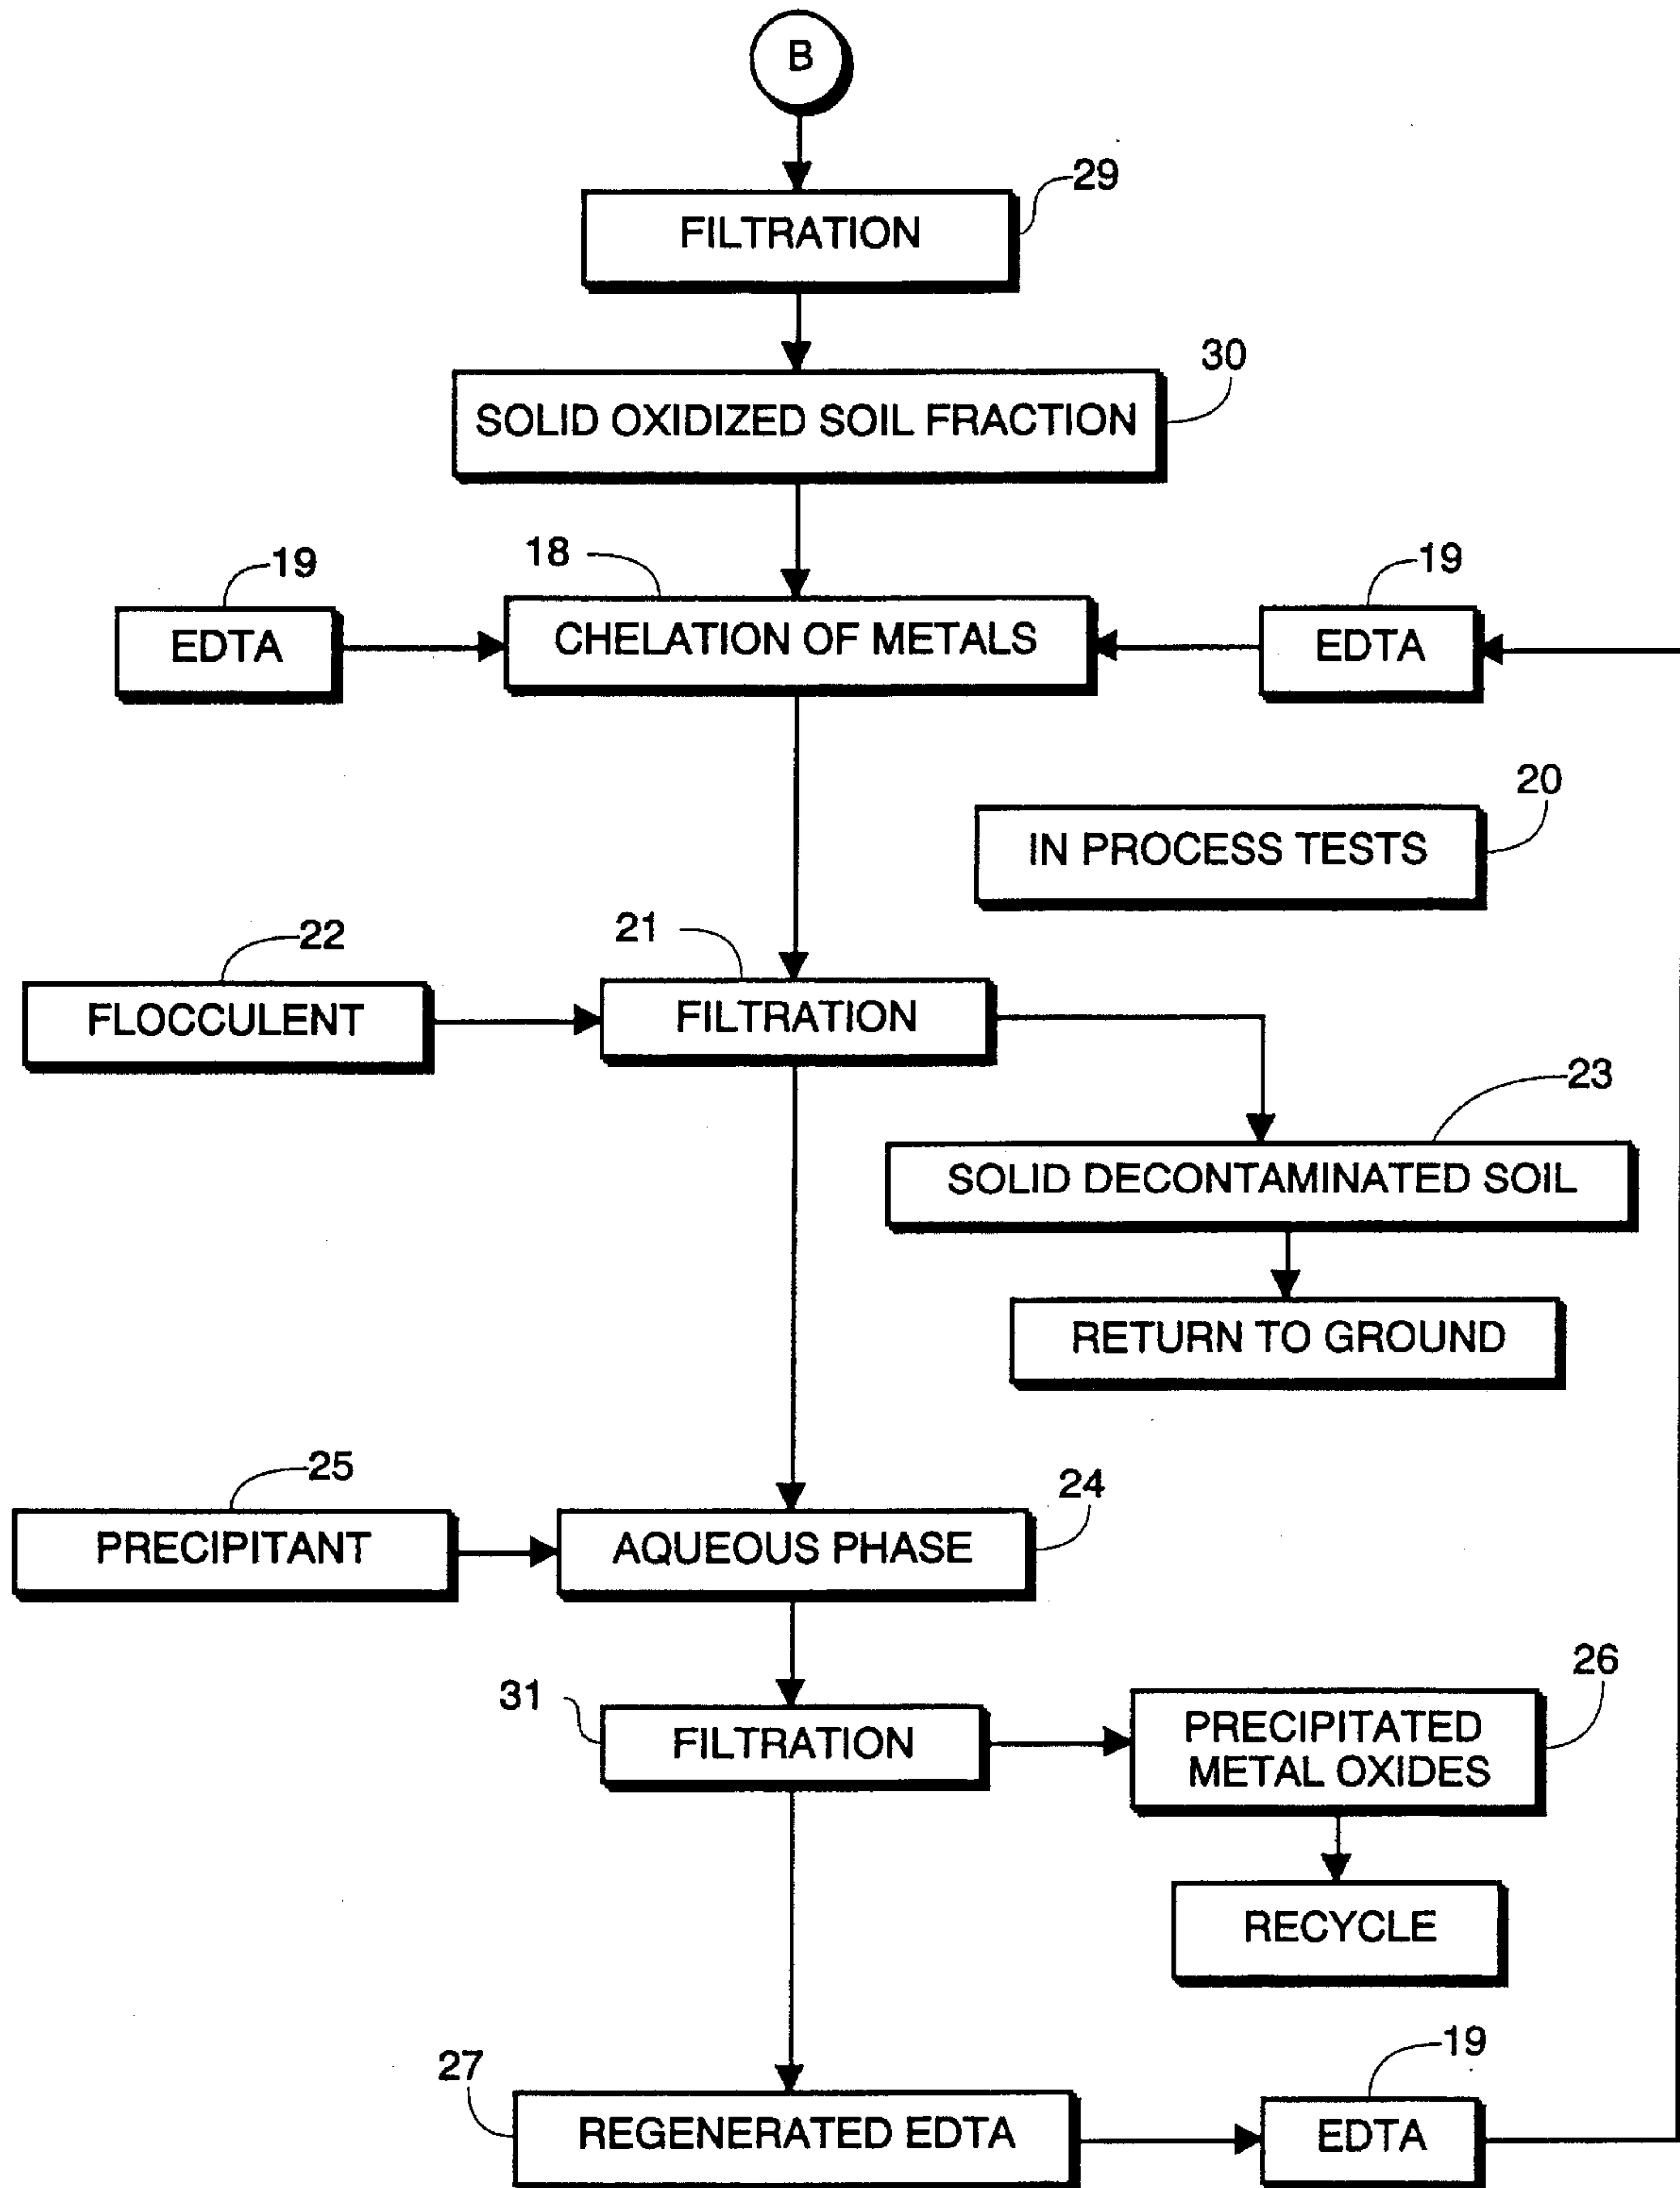 B
29
FILTRATION
30
SOLID OXIDIZED SOIL FRACTION
19
18
19
EDTA
CHELATION OF METALS
EDTA
20
IN PROCESS TESTS
22
21
FLOCCULENT
FILTRATION
23
SOLID DECONTAMINATED SOIL
RETURN TO GROUND
25
24
PRECIPITANT
AQUEOUS PHASE
31
26
FILTRATION
PRECIPITATED
METAL OXIDES
RECYCLE
27
19
REGENERATED EDTA
EDTA